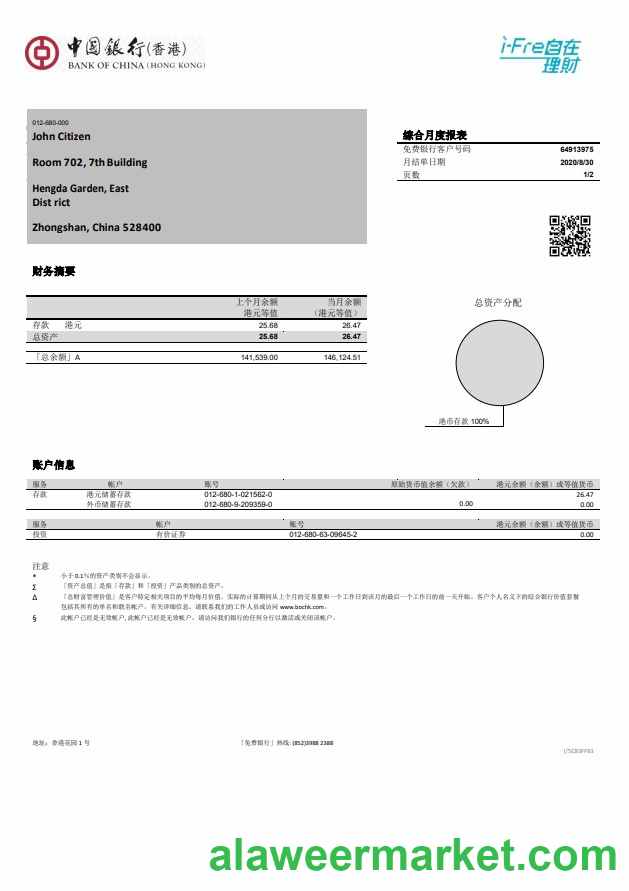 中國銀行(香港)
BANK OF CHINA (HONG KONG)
i-Free自在
理財
012-680-000
John Citizen
Room 702, 7th Building
Hengda Garden, East
Dist rict
Zhongshan, China 528400
综合月度报表
免费银行客户号码 64913975
月结单日期 2020/8/30
页数 1/2
财务摘要
上个月余额 当月余额
港元等值 （港元等值）
存款 港元 25.68 26.47
总资产 25.68 26.47
「总余额」Δ 141,539.00 146,124.51
总资产分配
港币存款 100%
账户信息
服务 帐户 账号 原始货币值余额（欠款） 港元余额（余额）或等值货币
存款 港元储蓄存款 012-680-1-021562-0 26.47
外币储蓄存款 012-680-9-209359-0 0.00 0.00
服务 帐户 账号 港元余额（余额）或等值货币
投资 有价证券 012-680-63-09645-2 0.00
注意
* 小于 0.1％的资产类别不会显示。
Σ 「资产总值」是指「存款」和「投资」产品类别的总资产。
Δ 「总财富管理价值」是客户特定相关项目的平均每月价值。实际的计算期间从上个月的交易量和一个工作日到该月的最后一个工作日的前一天开始。客户个人名义下的综合银行价值套餐
包括其所有的单名和联名帐户。有关详细信息，请联系我们的工作人员或访问 www.bochk.com。
§ 此帐户已经是无效帐户, 此帐户已经是无效帐户。请访问我们银行的任何分行以激活或关闭该帐户。
地址：香港花园 1 号 「免费银行」热线: (852)3988 2388
alaweermarket.com